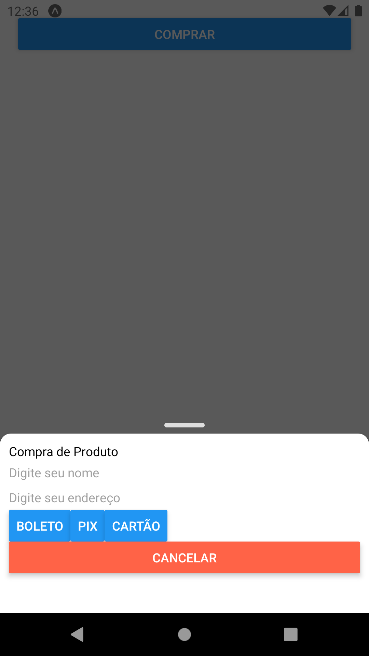 12:36
COMPRAR
Compra de Produto
Digite seu nome
Digite seu endereço
BOLETO PIX CARTÃO
CANCELAR